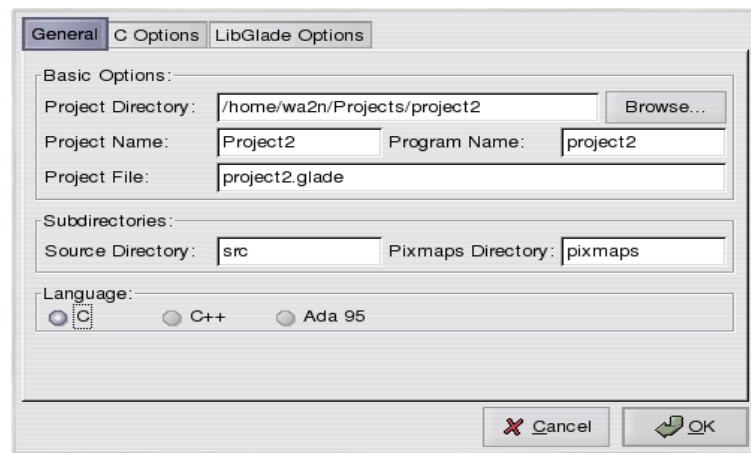 General C Options LibGlade Options
Basic Options:
Project Directory: /home/wa2n/Projects/project2 Browse...
Project Name: Project2 Program Name: project2
Project File: project2.glade
Subdirectories:
Source Directory: src Pixmaps Directory: pixmaps
Language:
C C++ Ada 95
Cancel OK